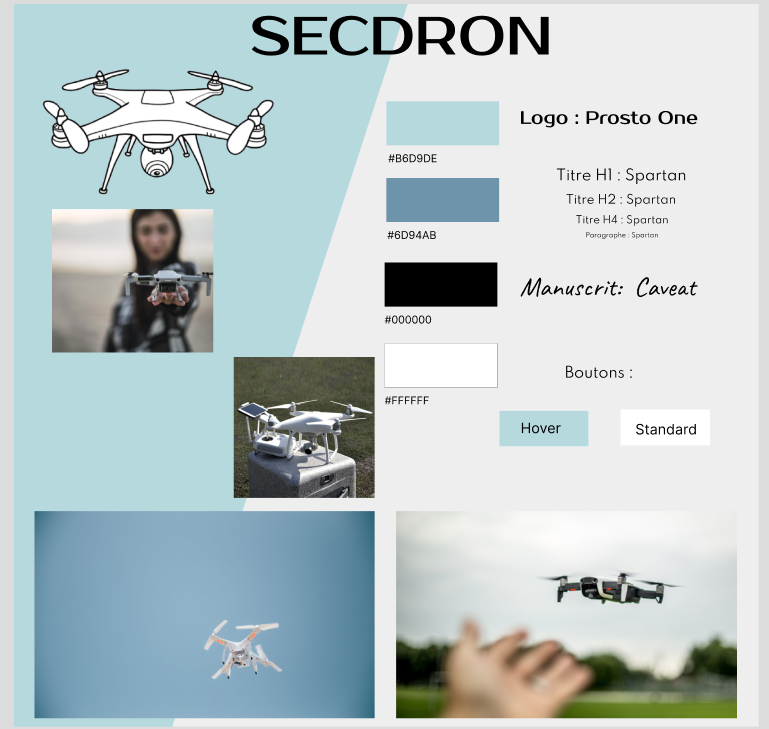 SECDRON
#B6D9DE
Logo : Prosto One
Titre H1 : Spartan
Titre H2 : Spartan
Titre H4 : Spartan
Paragraphe : Spartan
#6D94AB
Manuscrit: Caveat
#000000
Boutons :
#FFFFFF
Hover
Standard